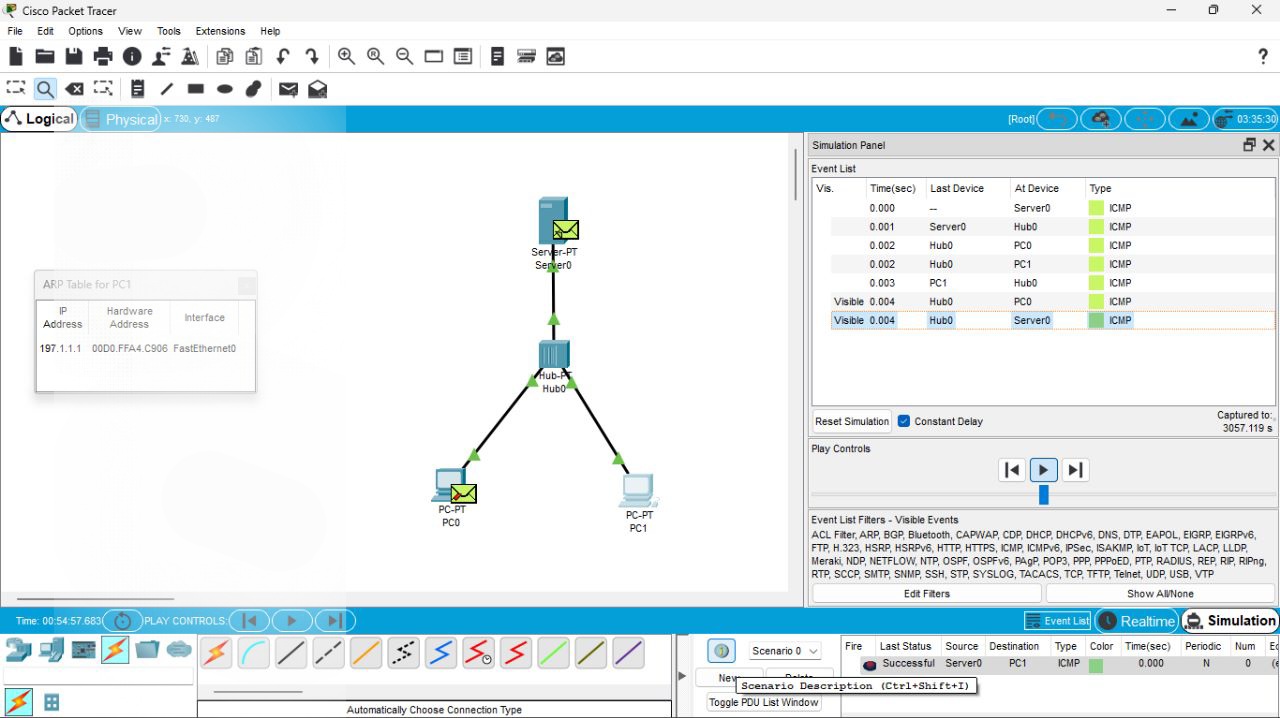 Cisco Packet Tracer
File Edit Options View Tools Extensions Help
?
Logical Physical x: 730, y: 487 [Root] 03:35:30
Simulation Panel
Event List
Vis. Time(sec) Last Device At Device Type
0.000 -- Server0 ICMP
0.001 Server0 Hub0 ICMP
0.002 Hub0 PC0 ICMP
0.002 Hub0 PC1 ICMP
0.003 PC1 Hub0 ICMP
Visible 0.004 Hub0 PC0 ICMP
Visible 0.004 Hub0 Server0 ICMP
Reset Simulation Constant Delay Captured to:
3057.119 s
Play Controls
Event List Filters - Visible Events
ACL Filter, ARP, BGP, Bluetooth, CAPWAP, CDP, DHCP, DHCPv6, DNS, DTP, EAPOL, EIGRP, EIGRPv6,
FTP, H.323, HSRP, HSRPv6, HTTP, HTTPS, ICMP, ICMPv6, IPSec, ISAKMP, IoT, IoT TCP, LACP, LLDP,
Meraki, NDP, NETFLOW, NTP, OSPF, OSPFv6, PAgP, POP3, PPP, PPPoED, PTP, RADIUS, REP, RIP, RIPng,
RTP, SCCP, SMTP, SNMP, SSH, STP, SYSLOG, TACACS, TCP, TFTP, Telnet, UDP, USB, VTP
Edit Filters Show All/None
Server-PT
Server0
ARP Table for PC1
IP
Address
Hardware
Address
Interface
197.1.1.1 00D0.FFA4.C906 FastEthernet0
Hub-PT
Hub0
PC-PT
PC0
PC-PT
PC1
Time: 00:54:57.683 PLAY CONTROLS: Event List Realtime Simulation
Scenario 0
New Delete
Scenario Description (Ctrl+Shift+I)
Toggle PDU List Window
Fire Last Status Source Destination Type Color Time(sec) Periodic Num
Successful Server0 PC1 ICMP 0.000 N 0
Automatically Choose Connection Type